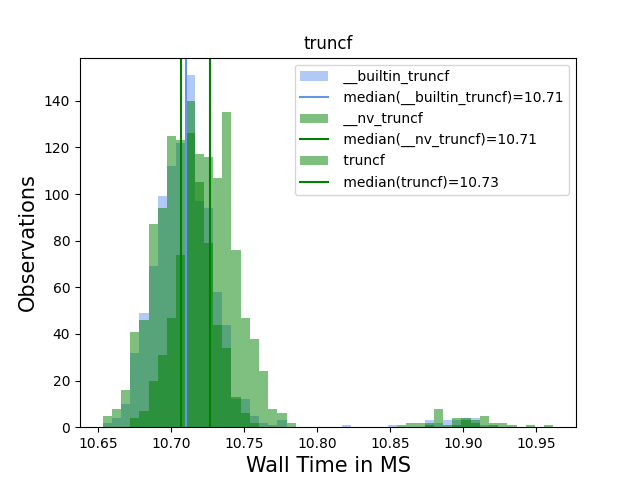 truncf
__builtin_truncf
median(__builtin_truncf)=10.71
__nv_truncf
median(__nv_truncf)=10.71
truncf
median(truncf)=10.73
Observations
140
120
100
80
60
40
20
0
10.65 10.70 10.75 10.80 10.85 10.90 10.95
Wall Time in MS